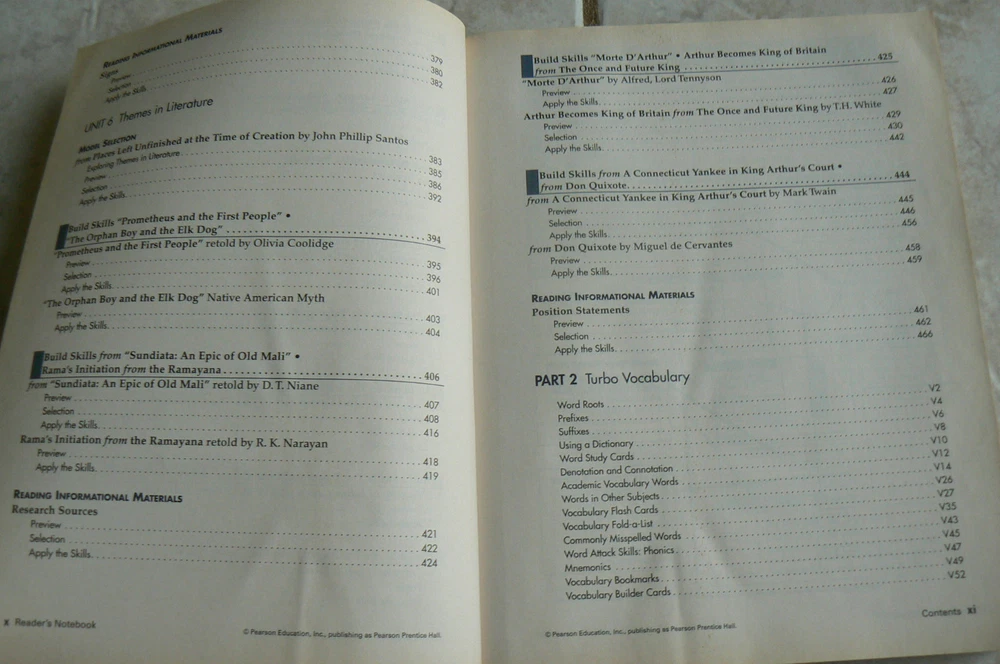 READING INFORMATIONAL MATERIALS
Signs
Preview 379
Selection 380
Apply the Skills 382
UNIT 6 Themes in Literature
MODEL SELECTION
from Places Left Unfinished at the Time of Creation by John Phillip Santos
Exploring Themes in Literature 383
Preview 385
Selection 386
Apply the Skills 392
Build Skills "Prometheus and the First People" •
"The Orphan Boy and the Elk Dog" 394
"Prometheus and the First People" retold by Olivia Coolidge
Preview 395
Selection 396
Apply the Skills 401
"The Orphan Boy and the Elk Dog" Native American Myth
Preview 403
Apply the Skills 404
Build Skills from "Sundiata: An Epic of Old Mali" •
Rama's Initiation from the Ramayana 406
from "Sundiata: An Epic of Old Mali" retold by D.T. Niane
Preview 407
Selection 408
Apply the Skills 416
Rama's Initiation from the Ramayana retold by R. K. Narayan
Preview 418
Apply the Skills 419
READING INFORMATIONAL MATERIALS
Research Sources
Preview 421
Selection 422
Apply the Skills 424
x Reader's Notebook
© Pearson Education, Inc., publishing as Pearson Prentice Hall.
Build Skills "Morte D'Arthur" • Arthur Becomes King of Britain
from The Once and Future King 425
"Morte D'Arthur" by Alfred, Lord Tennyson
Preview 426
Apply the Skills 427
Arthur Becomes King of Britain from The Once and Future King by T.H. White
Preview 429
Selection 430
Apply the Skills 442
Build Skills from A Connecticut Yankee in King Arthur's Court •
from Don Quixote 444
from A Connecticut Yankee in King Arthur's Court by Mark Twain
Preview 445
Selection 446
Apply the Skills 456
from Don Quixote by Miguel de Cervantes
Preview 458
Apply the Skills 459
READING INFORMATIONAL MATERIALS
Position Statements
Preview 461
Selection 462
Apply the Skills 466
PART 2 Turbo Vocabulary
Word Roots V2
Prefixes V4
Suffixes V6
Using a Dictionary V8
Word Study Cards V10
Denotation and Connotation V12
Academic Vocabulary Words V14
Words in Other Subjects V26
Vocabulary Flash Cards V27
Vocabulary Fold-a-List V35
Commonly Misspelled Words V43
Word Attack Skills: Phonics V45
Mnemonics V47
Vocabulary Bookmarks V49
Vocabulary Builder Cards V52
Contents xi
© Pearson Education, Inc., publishing as Pearson Prentice Hall.